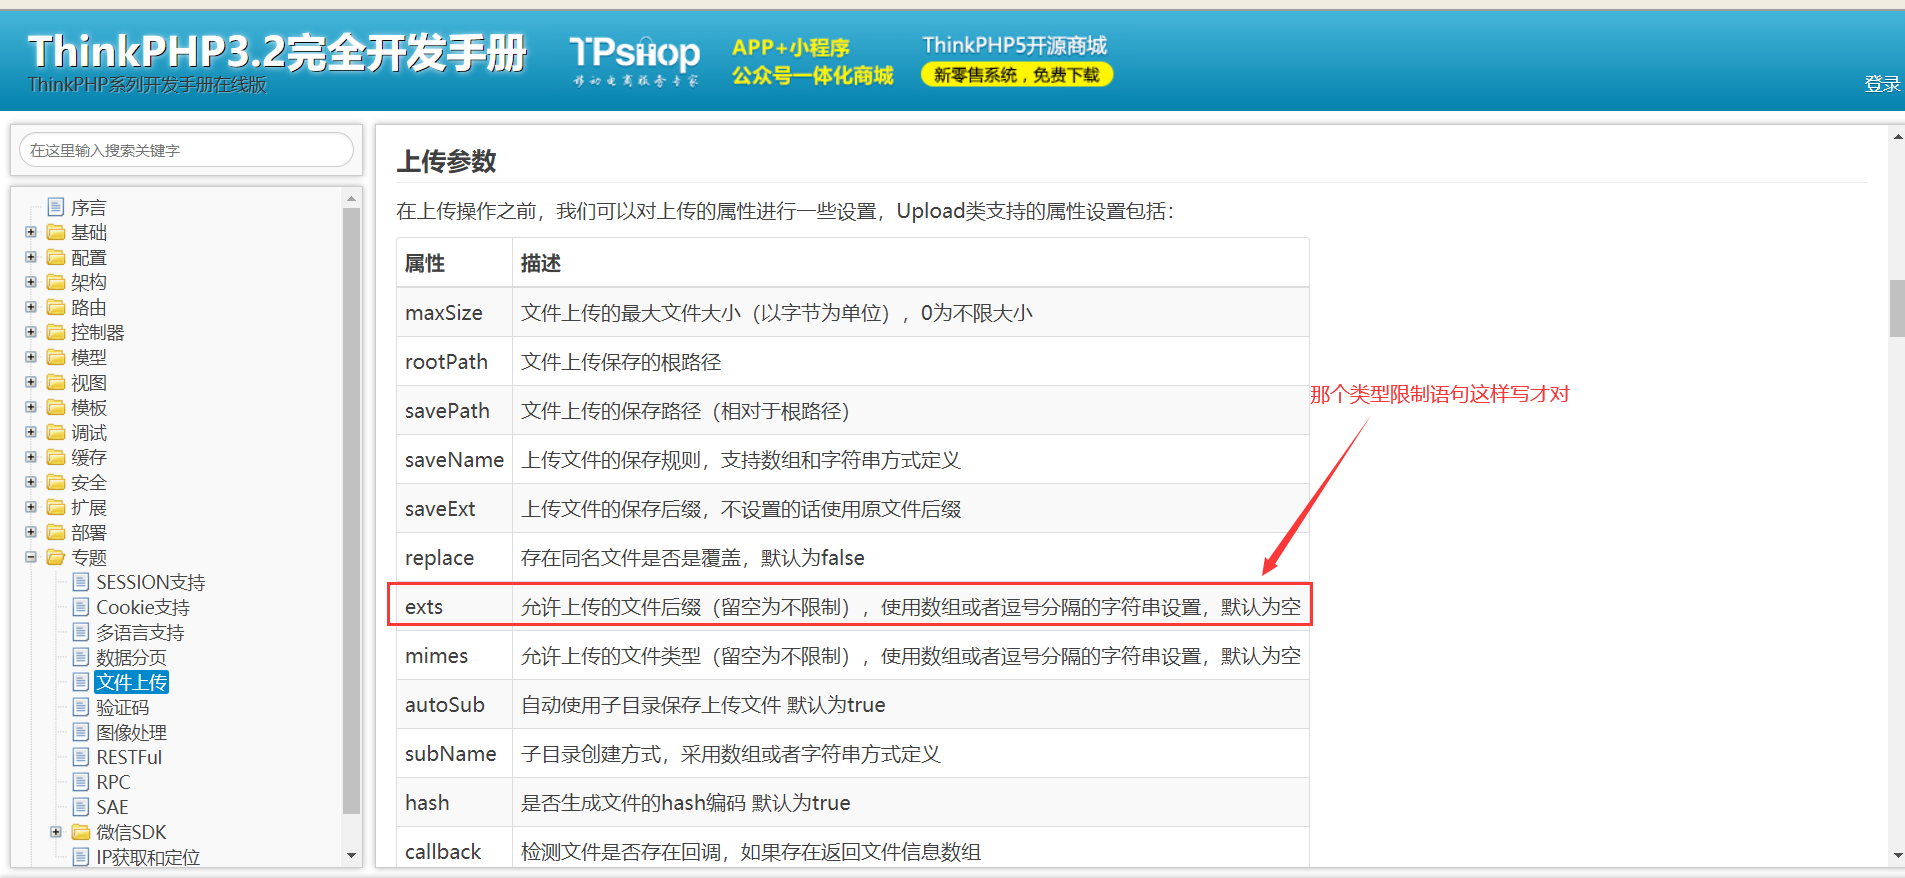 ThinkPHP3.2完全开发手册
ThinkPHP系列开发手册在线版
TPSHOP
移动电商服务专家
APP+小程序
公众号一体化商城
ThinkPHP5开源商城
新零售系统，免费下载
登录
在这里输入搜索关键字
序言
基础
配置
架构
路由
控制器
模型
视图
模板
调试
缓存
安全
扩展
部署
专题
SESSION支持
Cookie支持
多语言支持
数据分页
文件上传
验证码
图像处理
RESTFul
RPC
SAE
微信SDK
IP获取和定位
上传参数
在上传操作之前，我们可以对上传的属性进行一些设置，Upload类支持的属性设置包括：
属性 描述
maxSize 文件上传的最大文件大小（以字节为单位），0为不限大小
rootPath 文件上传保存的根路径
savePath 文件上传的保存路径（相对于根路径）
saveName 上传文件的保存规则，支持数组和字符串方式定义
saveExt 上传文件的保存后缀，不设置的话使用原文件后缀
replace 存在同名文件是否是覆盖，默认为false
exts 允许上传的文件后缀（留空为不限制），使用数组或者逗号分隔的字符串设置，默认为空
mimes 允许上传的文件类型（留空为不限制），使用数组或者逗号分隔的字符串设置，默认为空
autoSub 自动使用子目录保存上传文件 默认为true
subName 子目录创建方式，采用数组或者字符串方式定义
hash 是否生成文件的hash编码 默认为true
callback 检测文件是否存在回调，如果存在返回文件信息数组
那个类型限制语句这样写才对